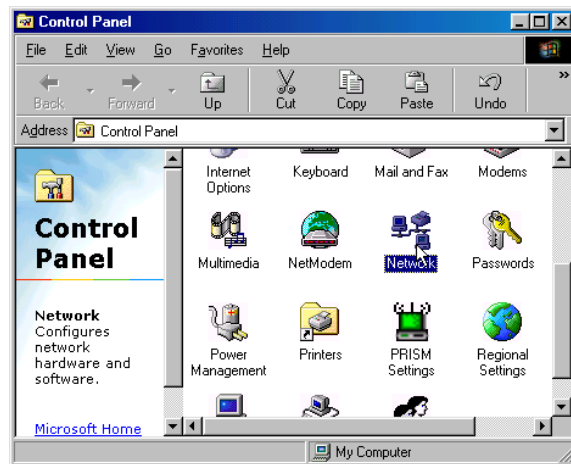 Control Panel
File Edit View Go Favorites Help
Back Forward Up Cut Copy Paste Undo »
Address Control Panel
Control
Panel
Network
Configures
network
hardware and
software.
Microsoft Home
Internet
Options
Keyboard
Mail and Fax
Modems
Multimedia
NetModem
Network
Passwords
Power
Management
Printers
PRISM
Settings
Regional
Settings
My Computer